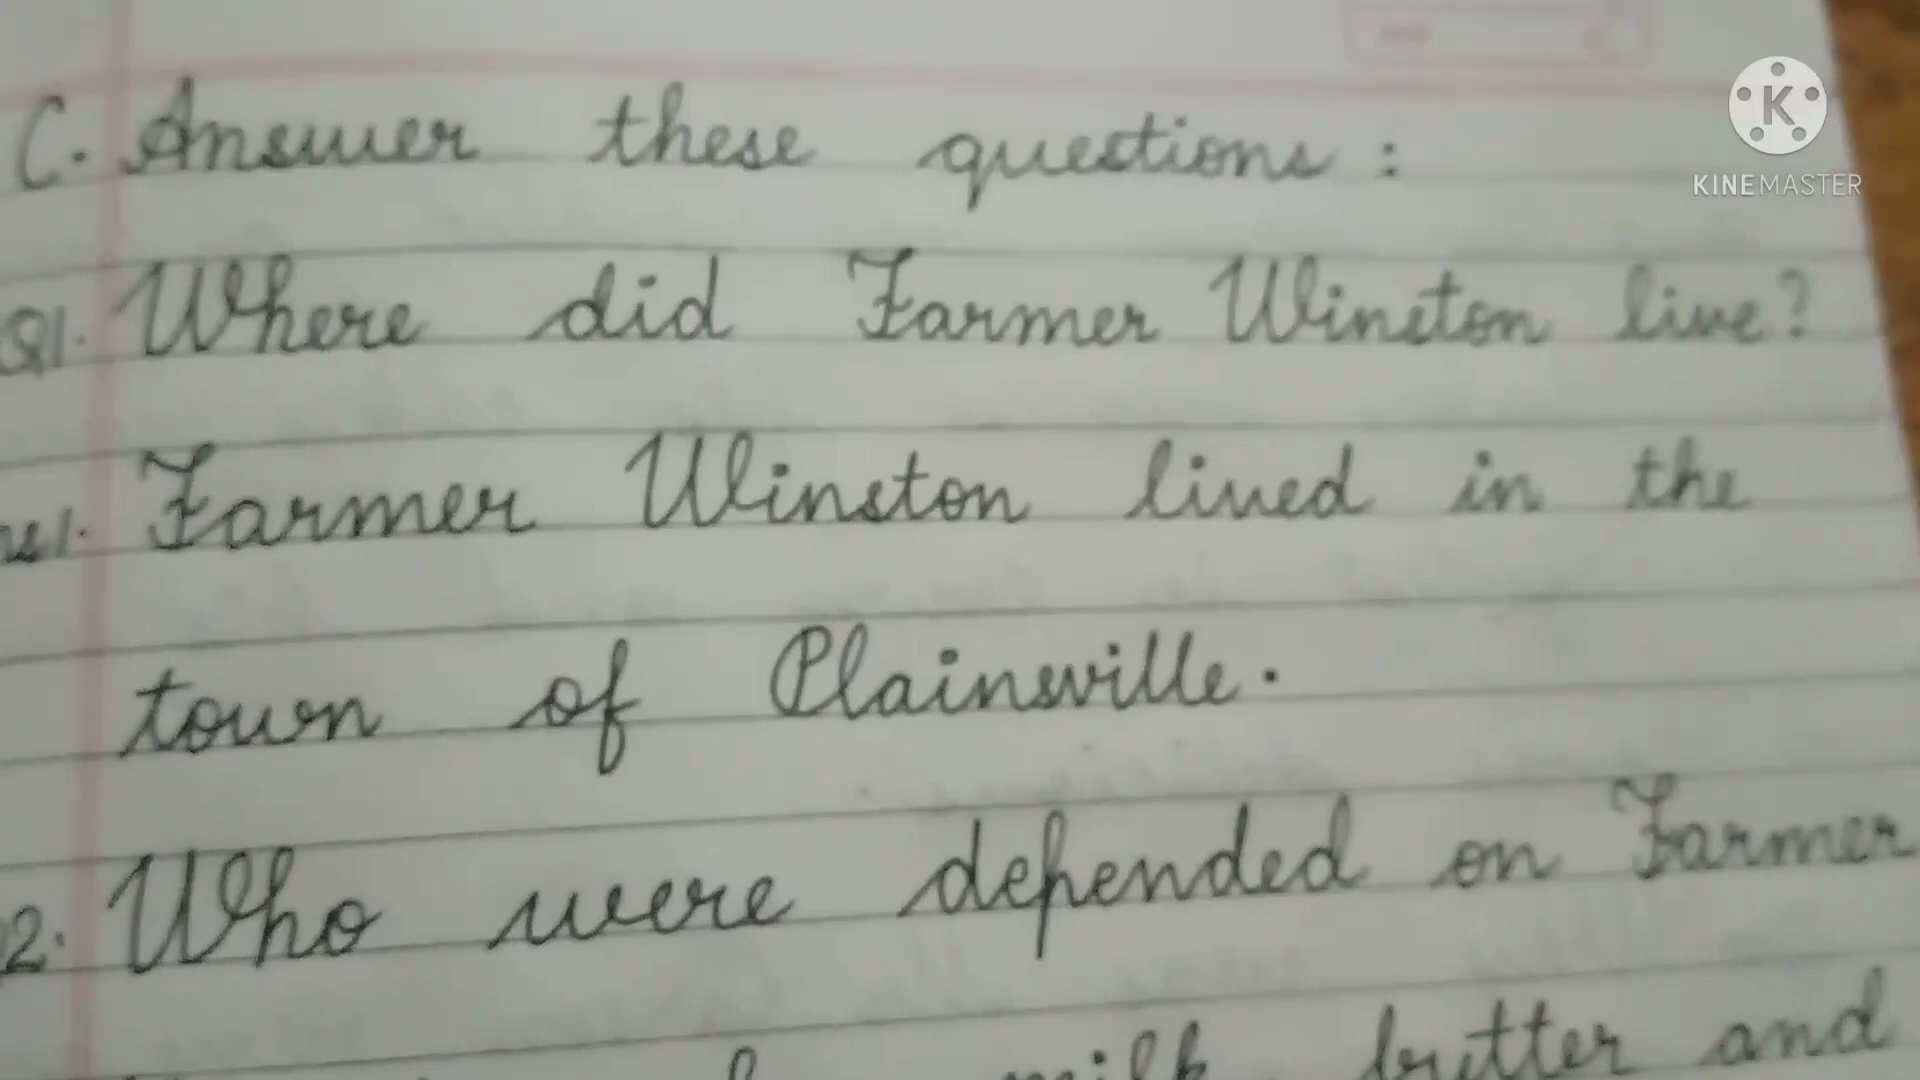 C. Answer these questions :
KINEMASTER
Q1. Where did Farmer Winston live?
Farmer Winston lived in the
town of Plainsville.
2. Who were depended on Farmer
milk, butter and